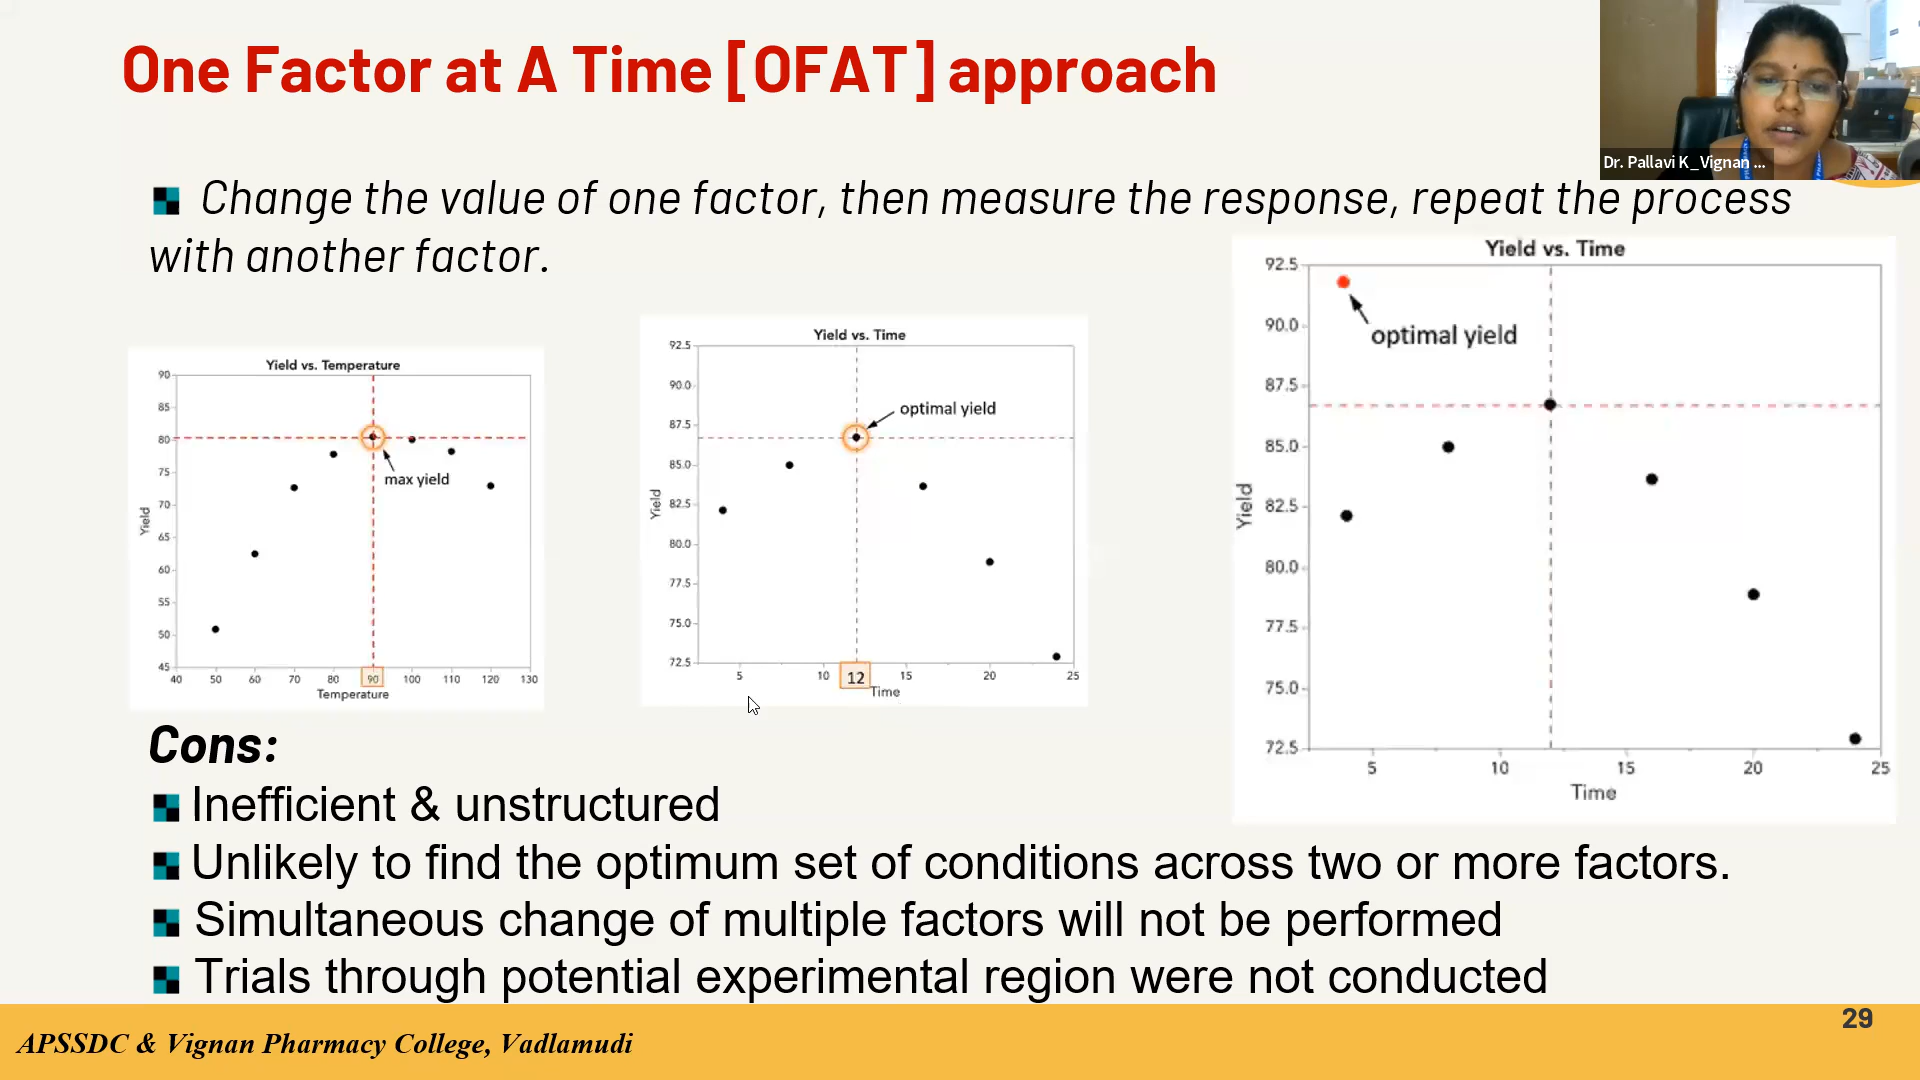 One Factor at A Time [OFAT] approach
Dr. Pallavi K_Vignan ...
Change the value of one factor, then measure the response, repeat the process
with another factor.
Yield vs. Temperature
90
85
80
75
70
65
60
55
50
45
Yield
max yield
40 50 60 70 80 90 100 110 120 130
Temperature
Yield vs. Time
92.5
90.0
87.5
85.0
82.5
80.0
77.5
75.0
72.5
Yield
optimal yield
5 10 12 15 20 25
Time
Yield vs. Time
92.5
90.0
87.5
85.0
82.5
80.0
77.5
75.0
72.5
Yield
optimal yield
5 10 15 20 25
Time
Cons:
Inefficient & unstructured
Unlikely to find the optimum set of conditions across two or more factors.
Simultaneous change of multiple factors will not be performed
Trials through potential experimental region were not conducted
29
APSSDC & Vignan Pharmacy College, Vadlamudi